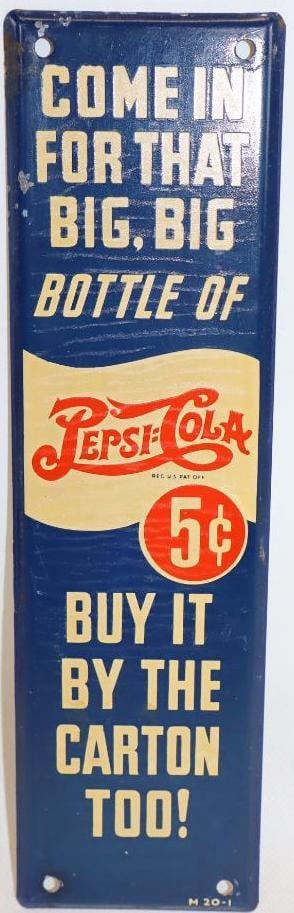 COME IN
FOR THAT
BIG, BIG
BOTTLE OF
PEPSI=COLA
REG. U.S. PAT. OFF.
5¢
BUY IT
BY THE
CARTON
TOO!
M 20-1